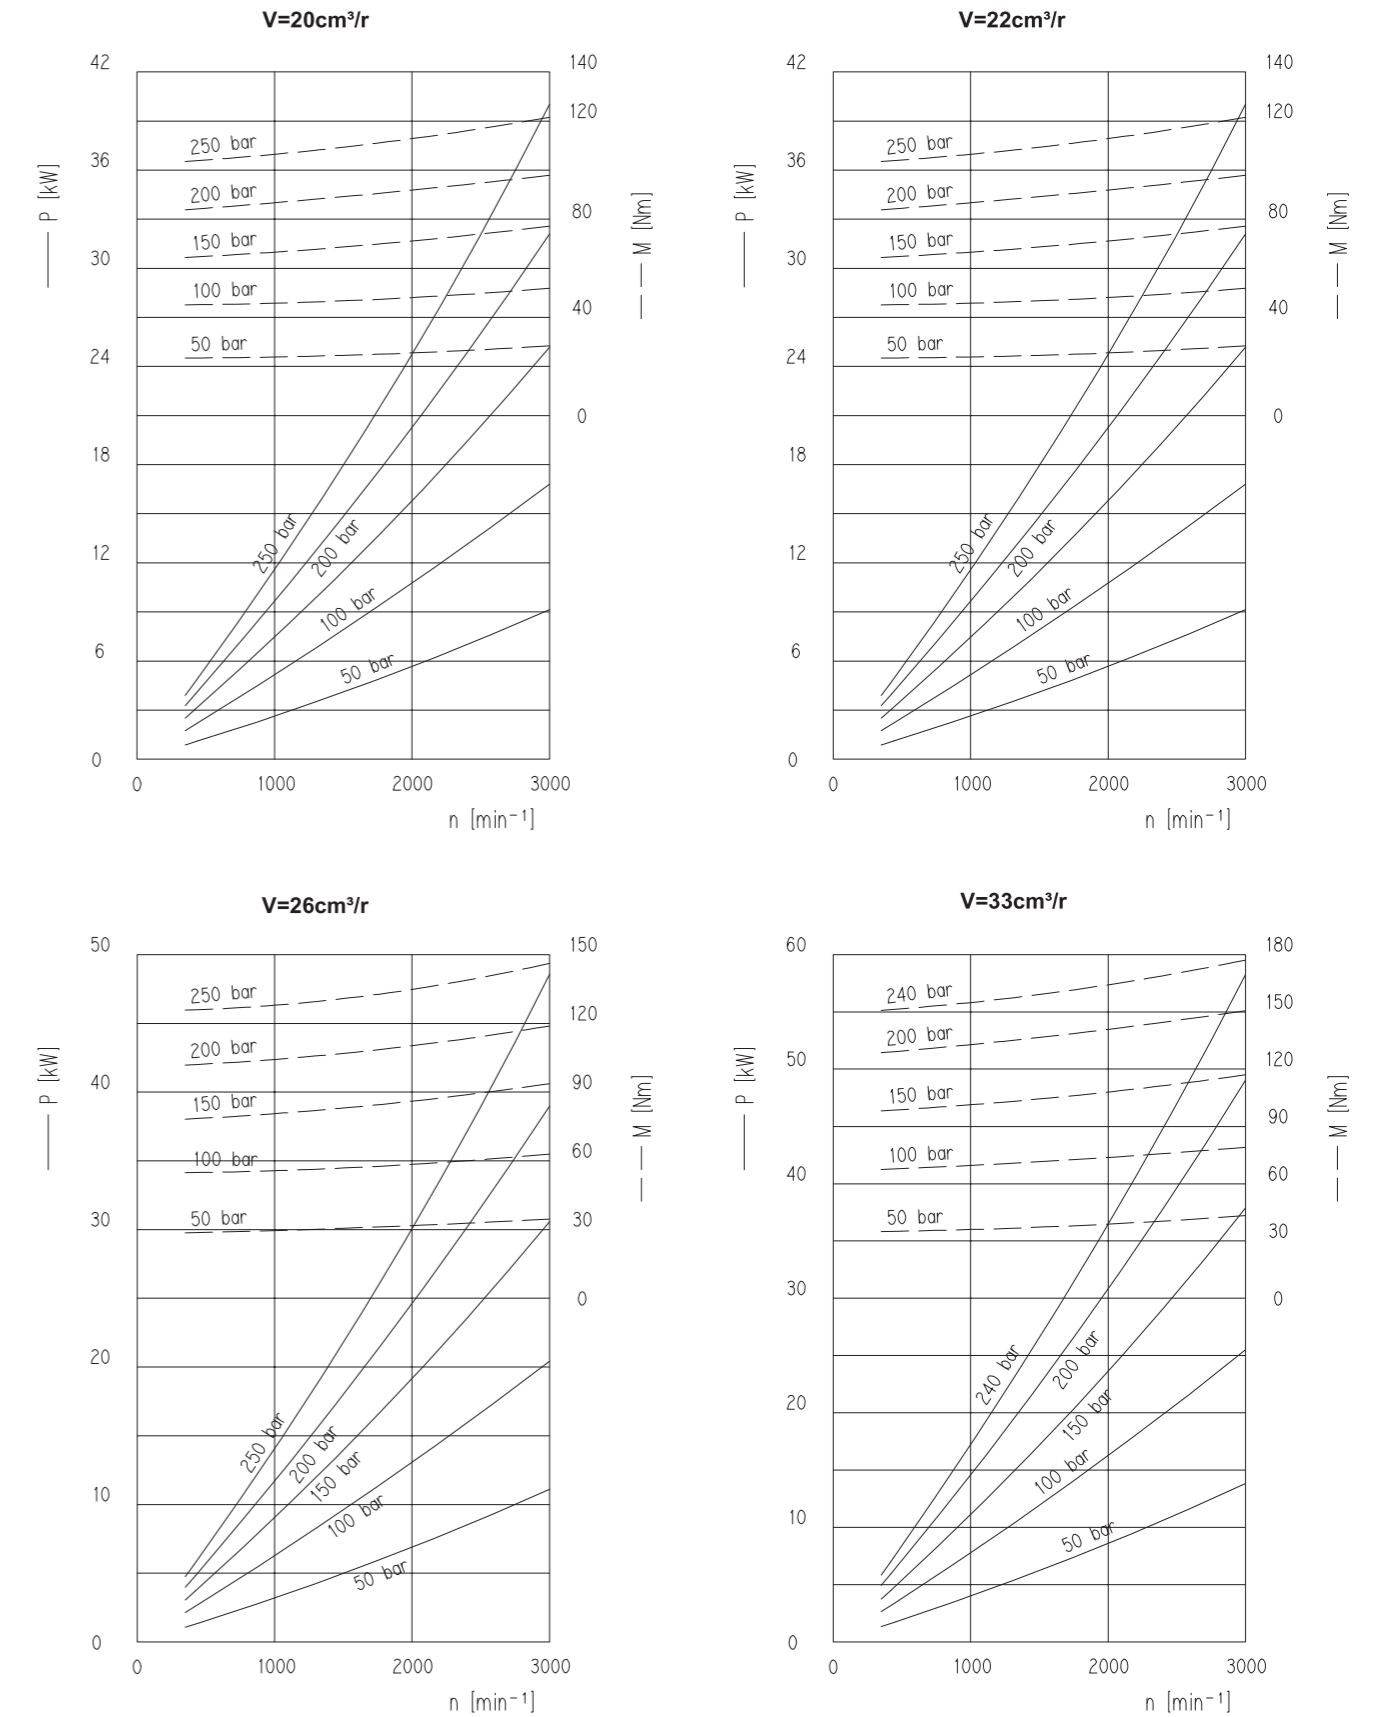 V=20cm³/r
42
36
30
24
18
12
6
0
P [kW]
140
120
80
40
0
M [Nm]
250 bar
200 bar
150 bar
100 bar
50 bar
250 bar
200 bar
100 bar
50 bar
0 1000 2000 3000
n [min⁻¹]
V=22cm³/r
42
36
30
24
18
12
6
0
P [kW]
140
120
80
40
0
M [Nm]
250 bar
200 bar
150 bar
100 bar
50 bar
250 bar
200 bar
100 bar
50 bar
0 1000 2000 3000
n [min⁻¹]
V=26cm³/r
50
40
30
20
10
0
P [kW]
150
120
90
60
30
0
M [Nm]
250 bar
200 bar
150 bar
100 bar
50 bar
250 bar
200 bar
150 bar
100 bar
50 bar
0 1000 2000 3000
n [min⁻¹]
V=33cm³/r
60
50
40
30
20
10
0
P [kW]
180
150
120
90
60
30
0
M [Nm]
240 bar
200 bar
150 bar
100 bar
50 bar
240 bar
200 bar
150 bar
100 bar
50 bar
0 1000 2000 3000
n [min⁻¹]